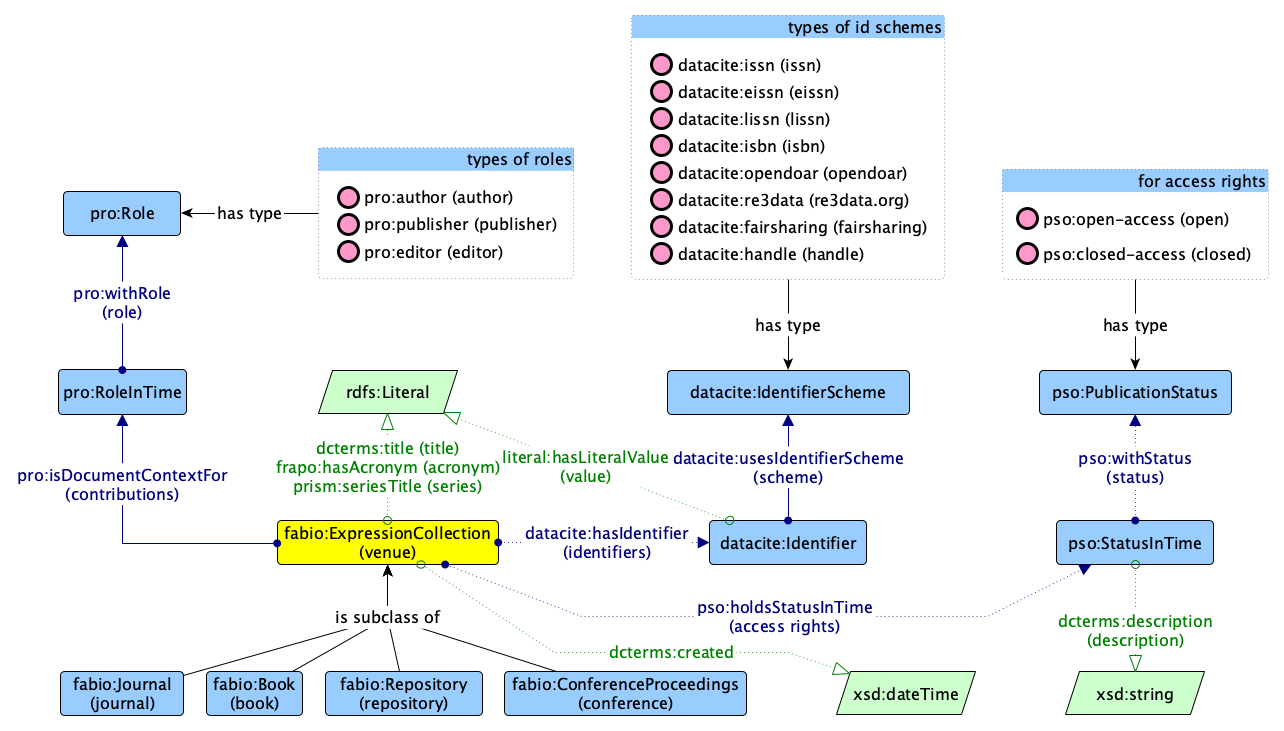 types of id schemes
datacite:issn (issn)
datacite:eissn (eissn)
datacite:lissn (lissn)
datacite:isbn (isbn)
datacite:opendoar (opendoar)
datacite:re3data (re3data.org)
datacite:fairsharing (fairsharing)
datacite:handle (handle)
types of roles
pro:author (author)
pro:publisher (publisher)
pro:editor (editor)
for access rights
pso:open-access (open)
pso:closed-access (closed)
pro:Role
has type
pro:withRole
(role)
has type
has type
pro:RoleInTime
rdfs:Literal
datacite:IdentifierScheme
pso:PublicationStatus
pro:isDocumentContextFor
(contributions)
dcterms:title (title)
frapo:hasAcronym (acronym)
prism:seriesTitle (series)
literal:hasLiteralValue
(value)
datacite:usesIdentifierScheme
(scheme)
pso:withStatus
(status)
fabio:ExpressionCollection
(venue)
datacite:hasIdentifier
(identifiers)
datacite:Identifier
pso:StatusInTime
is subclass of
pso:holdsStatusInTime
(access rights)
dcterms:description
(description)
dcterms:created
fabio:Journal
(journal)
fabio:Book
(book)
fabio:Repository
(repository)
fabio:ConferenceProceedings
(conference)
xsd:dateTime
xsd:string